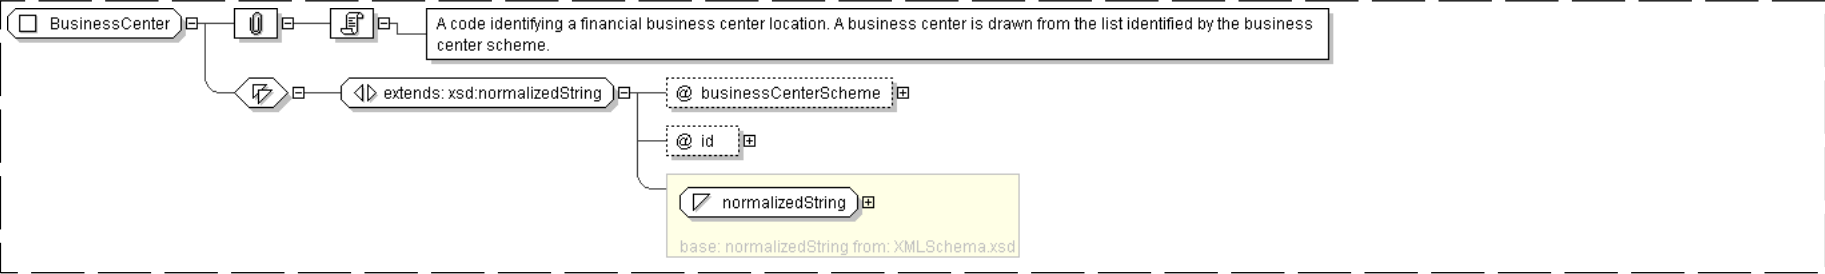 BusinessCenter
A code identifying a financial business center location. A business center is drawn from the list identified by the business
center scheme.
extends: xsd:normalizedString
@ businessCenterScheme
@ id
normalizedString
base: normalizedString from: XMLSchema.xsd